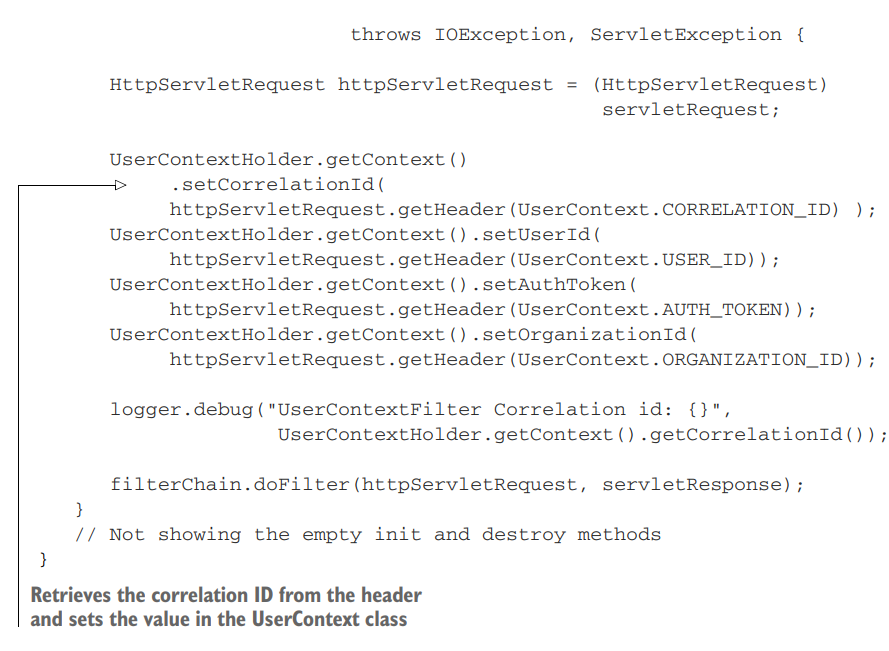 throws IOException, ServletException {
HttpServletRequest httpServletRequest = (HttpServletRequest)
servletRequest;
UserContextHolder.getContext()
.setCorrelationId(
httpServletRequest.getHeader(UserContext.CORRELATION_ID) );
UserContextHolder.getContext().setUserId(
httpServletRequest.getHeader(UserContext.USER_ID));
UserContextHolder.getContext().setAuthToken(
httpServletRequest.getHeader(UserContext.AUTH_TOKEN));
UserContextHolder.getContext().setOrganizationId(
httpServletRequest.getHeader(UserContext.ORGANIZATION_ID));
logger.debug("UserContextFilter Correlation id: {}",
UserContextHolder.getContext().getCorrelationId());
filterChain.doFilter(httpServletRequest, servletResponse);
}
// Not showing the empty init and destroy methods
}
Retrieves the correlation ID from the header
and sets the value in the UserContext class